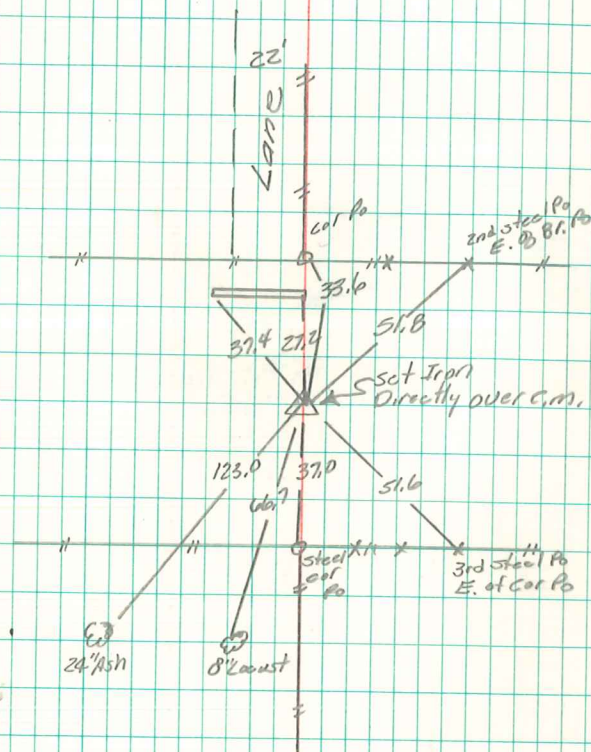 22'
Lane
Cor Po
2nd steel Po
E. of Br. Po
33.6
51.8
37.4
27.2
Set Iron
Directly over c.m.
123.0
37.0
66.7
51.6
Steel
Cor
Po
3rd steel Po
E. of Cor Po
24" Ash
8" Locust